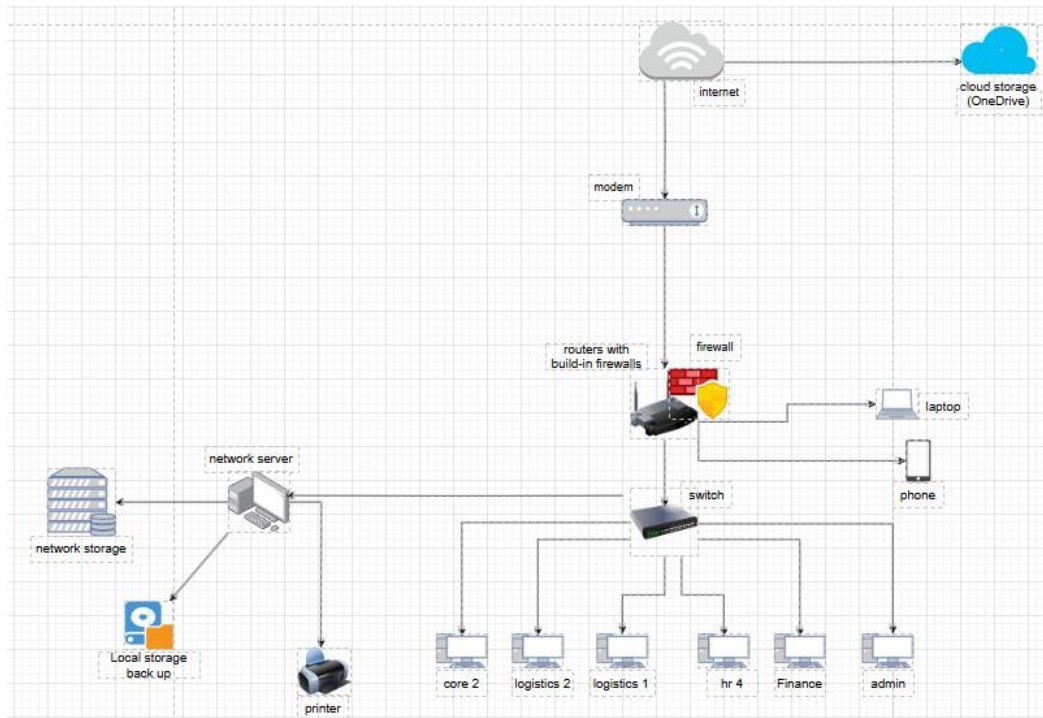 internet
cloud storage
(OneDrive)
modem
routers with
build-in firewalls
firewall
laptop
network server
switch
phone
network storage
Local storage
back up
printer
core 2
logistics 2
logistics 1
hr 4
Finance
admin